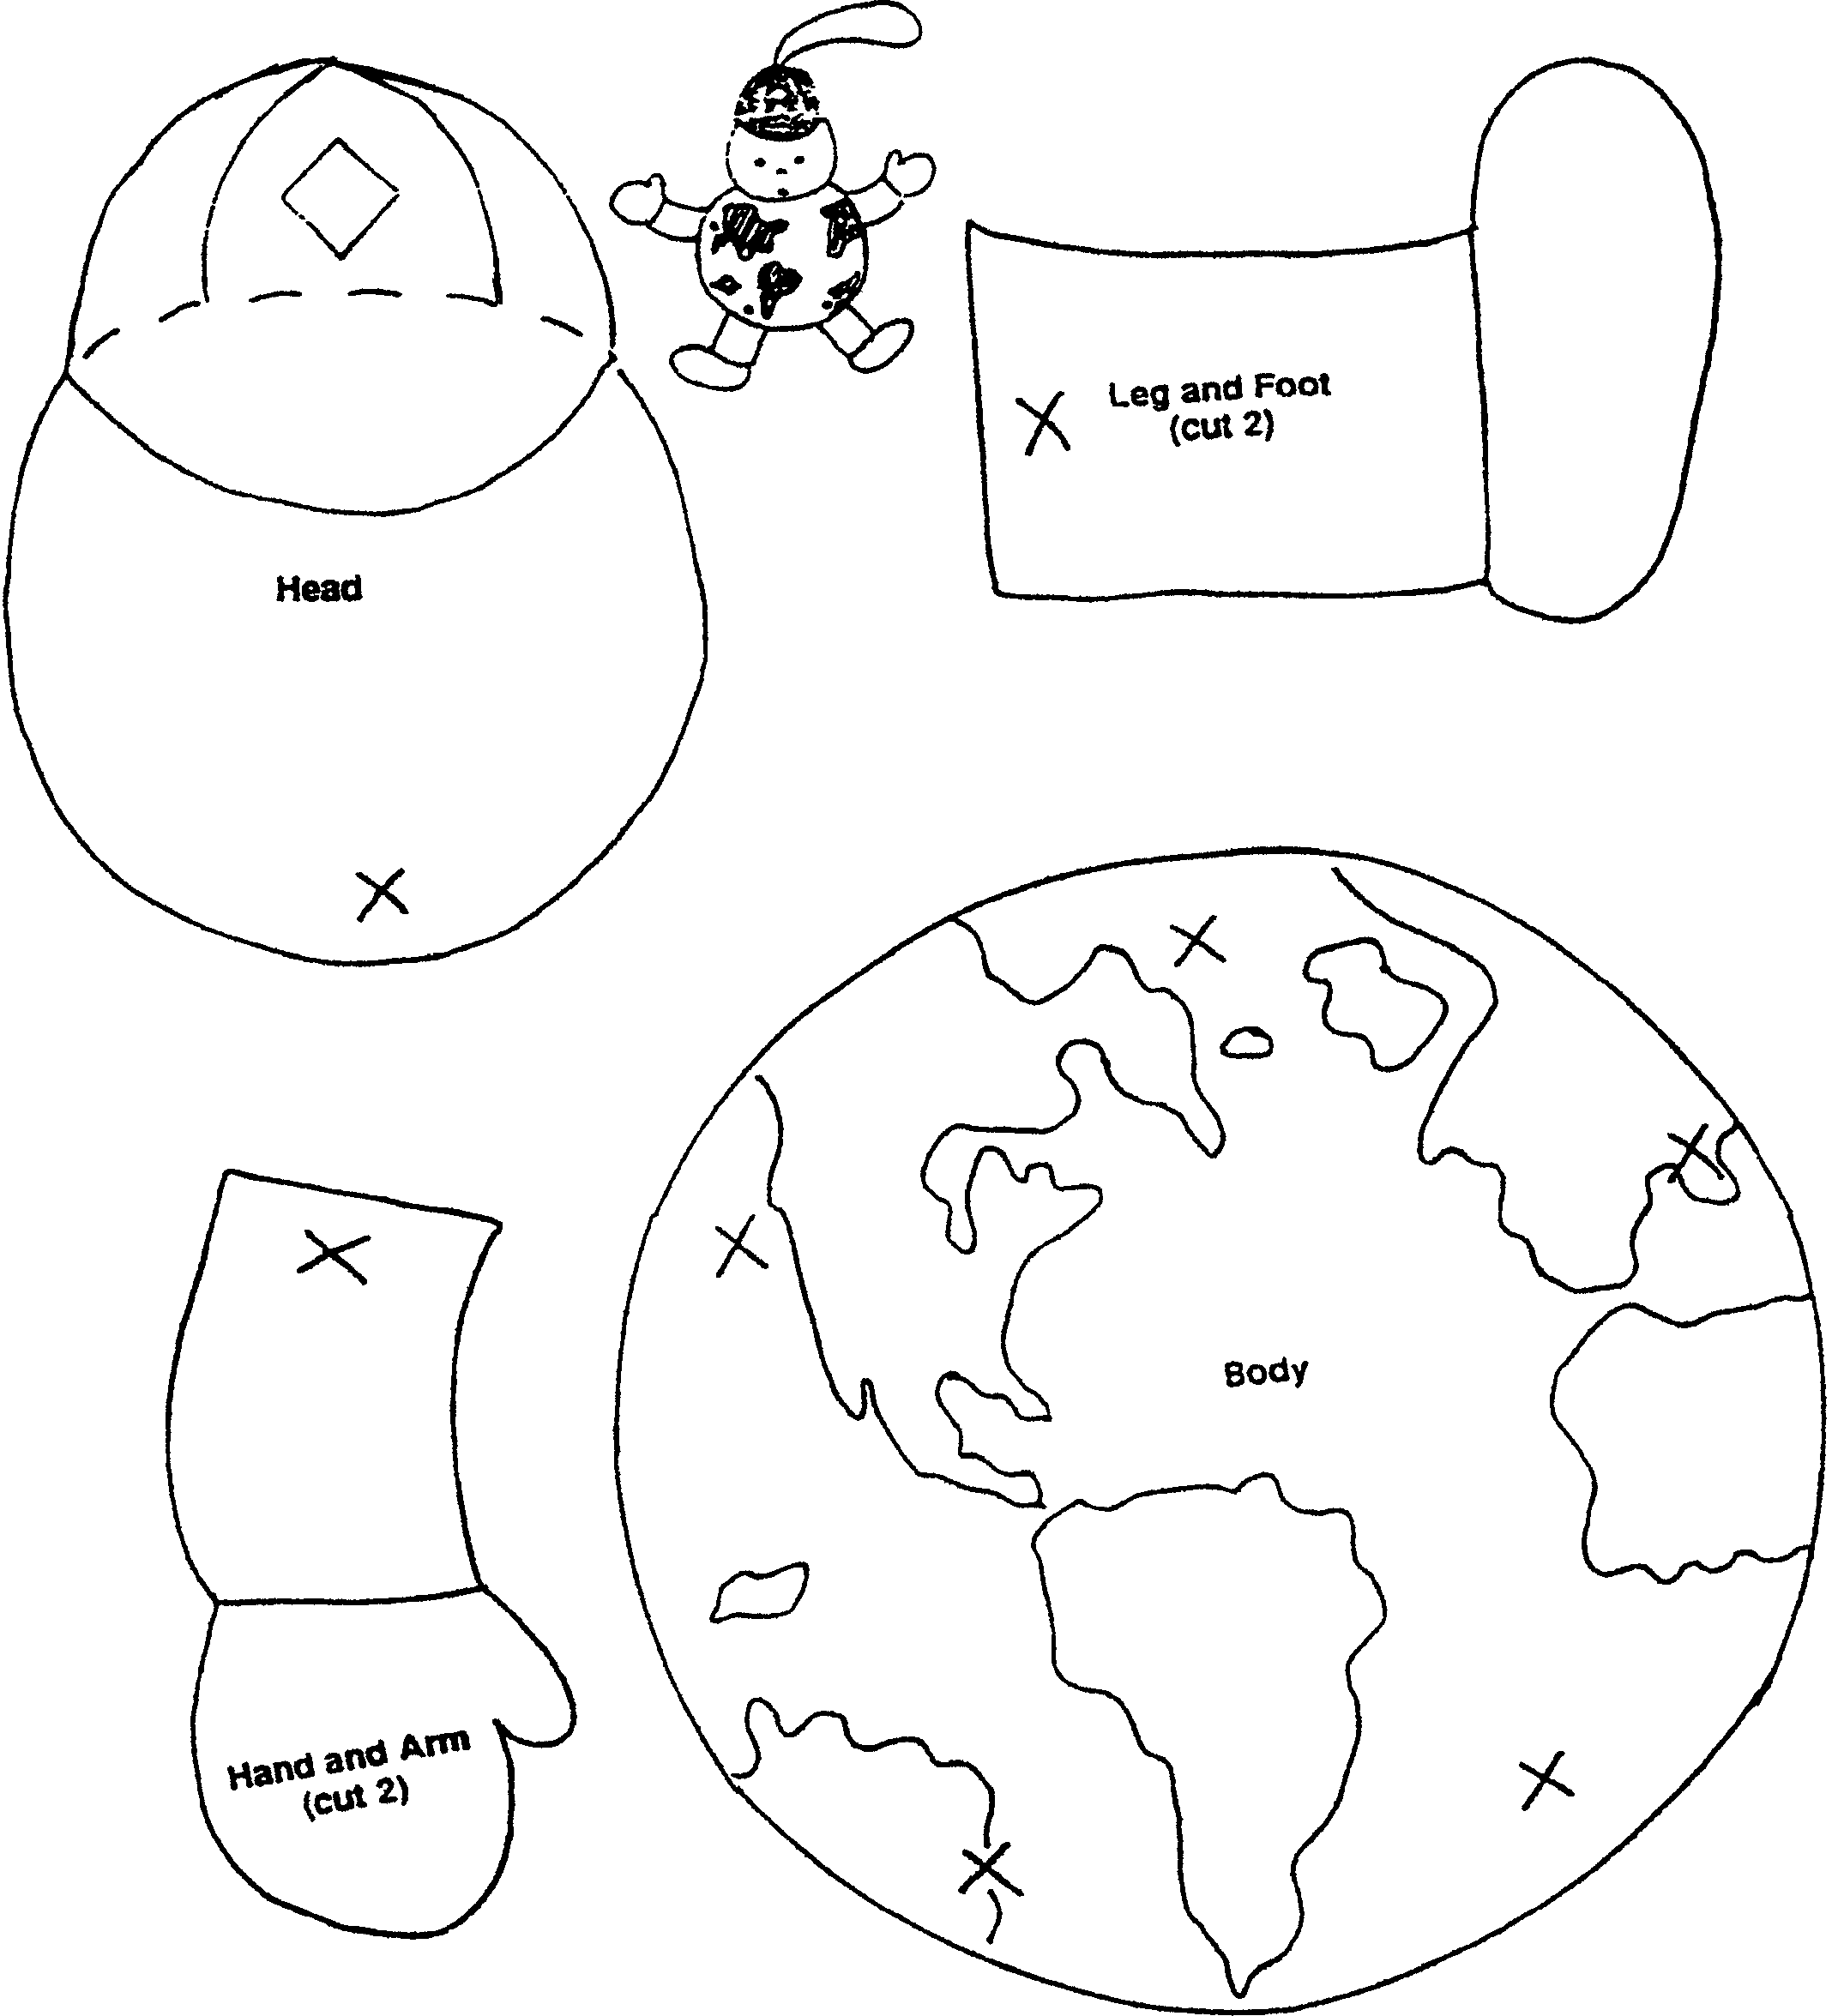 Leg and Foot
(cut 2)
Head
Body
Hand and Arm
(cut 2)